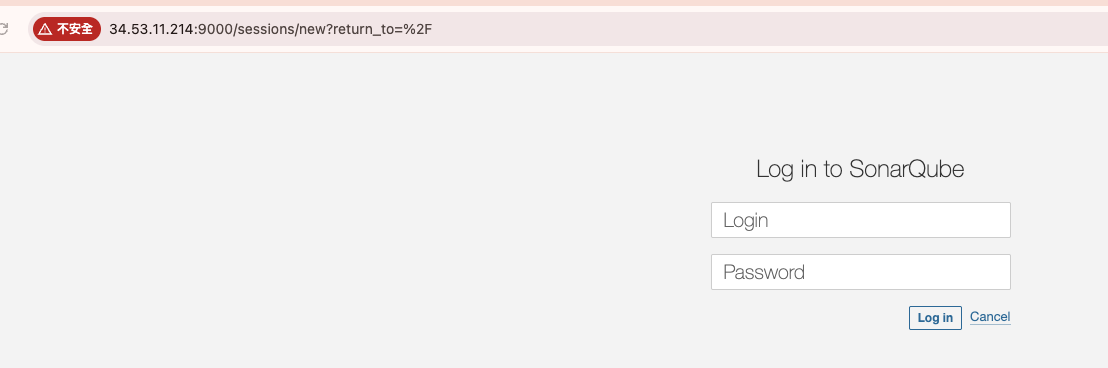 不安全 34.53.11.214:9000/sessions/new?return_to=%2F
Log in to SonarQube
Login
Password
Log in Cancel